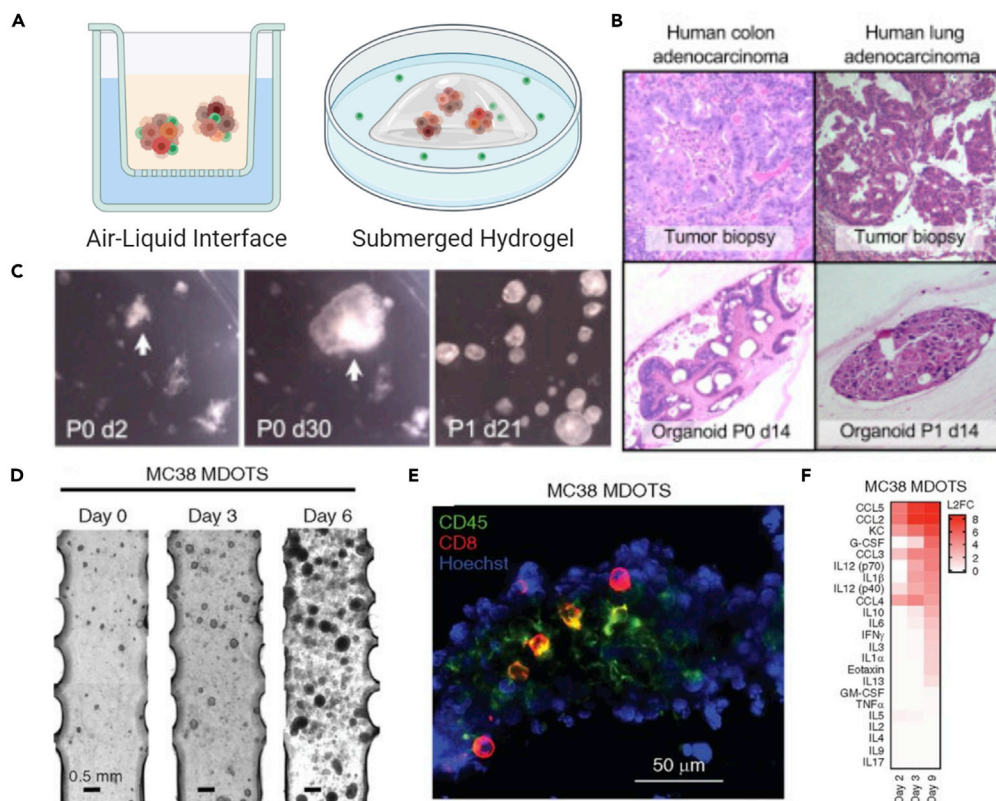 A
Air-Liquid Interface
Submerged Hydrogel
B
Human colon
adenocarcinoma
Human lung
adenocarcinoma
Tumor biopsy
Tumor biopsy
Organoid P0 d14
Organoid P1 d14
C
P0 d2
P0 d30
P1 d21
D
MC38 MDOTS
Day 0
Day 3
Day 6
0.5 mm
E
MC38 MDOTS
CD45
CD8
Hoechst
50 μm
F
MC38 MDOTS
L2FC
8
6
4
2
0
CCL5
CCL2
KC
G-CSF
CCL3
IL12 (p70)
IL1β
IL12 (p40)
CCL4
IL10
IL6
IFNγ
IL3
IL1α
Eotaxin
IL13
GM-CSF
TNFα
IL5
IL2
IL4
IL9
IL17
Day 2
Day 3
Day 9